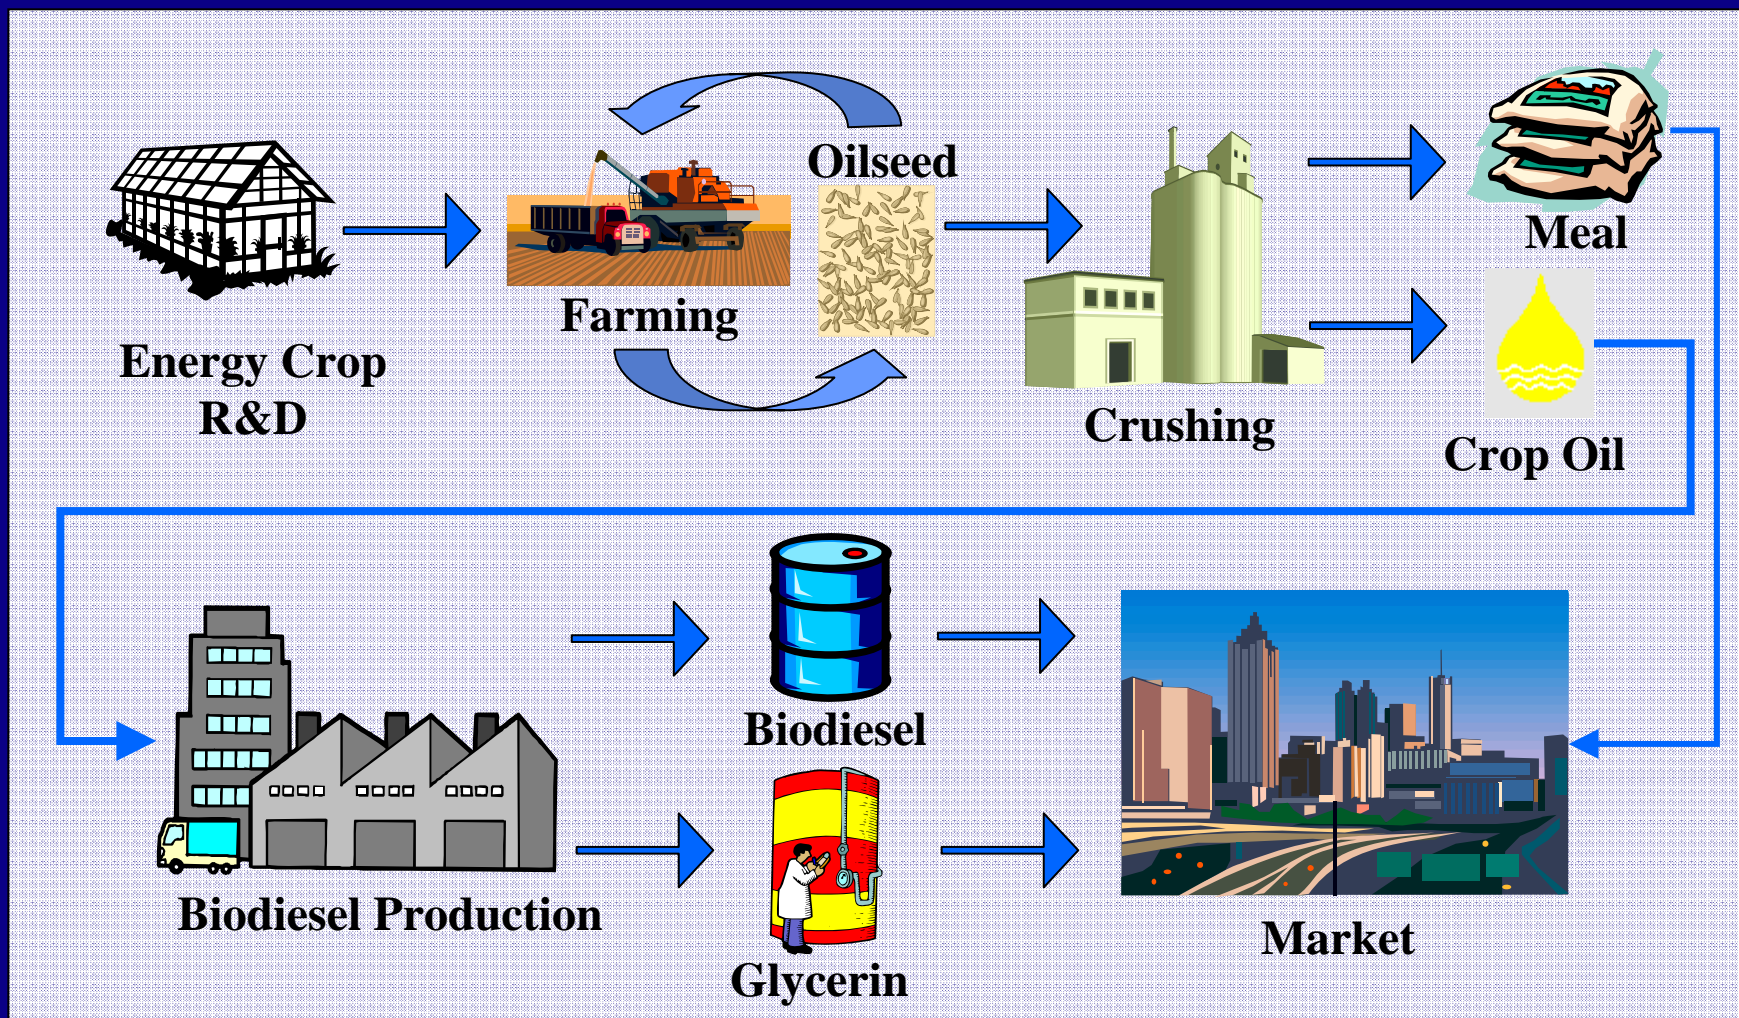 Oilseed
Meal
Farming
Energy Crop
R&D
Crushing
Crop Oil
Biodiesel
Biodiesel Production
Market
Glycerin